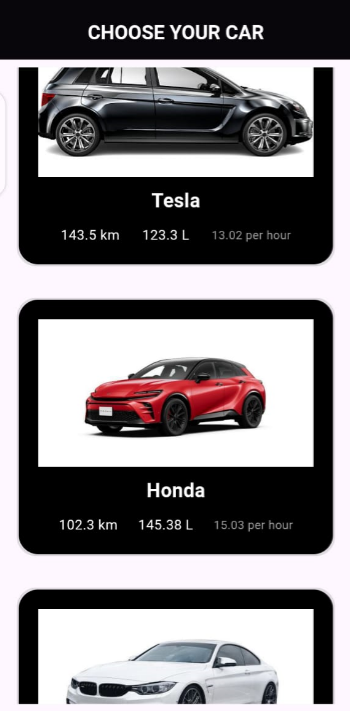 CHOOSE YOUR CAR
Tesla
143.5 km 123.3 L 13.02 per hour
Honda
102.3 km 145.38 L 15.03 per hour